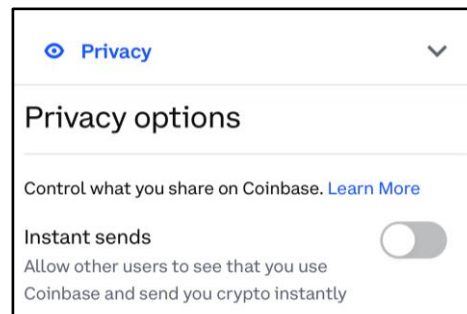 Privacy
Privacy options
Control what you share on Coinbase. Learn More
Instant sends
Allow other users to see that you use
Coinbase and send you crypto instantly